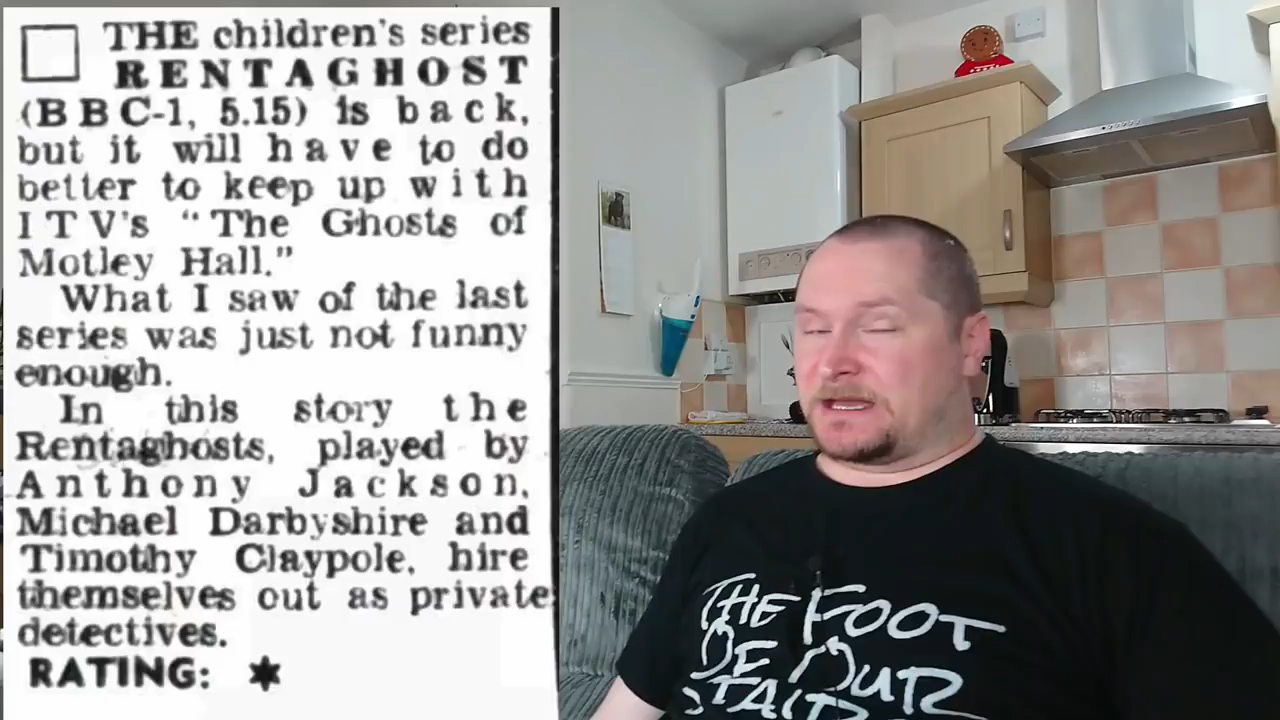 THE children's series
RENTAGHOST
(BBC-1, 5.15) is back,
but it will have to do
better to keep up with
ITV's "The Ghosts of
Motley Hall."
What I saw of the last
series was just not funny
enough.
In this story the
Rentaghosts, played by
Anthony Jackson,
Michael Darbyshire and
Timothy Claypole, hire
themselves out as private
detectives.
RATING: ★
THE FOOT
OF OUR
STAIRS